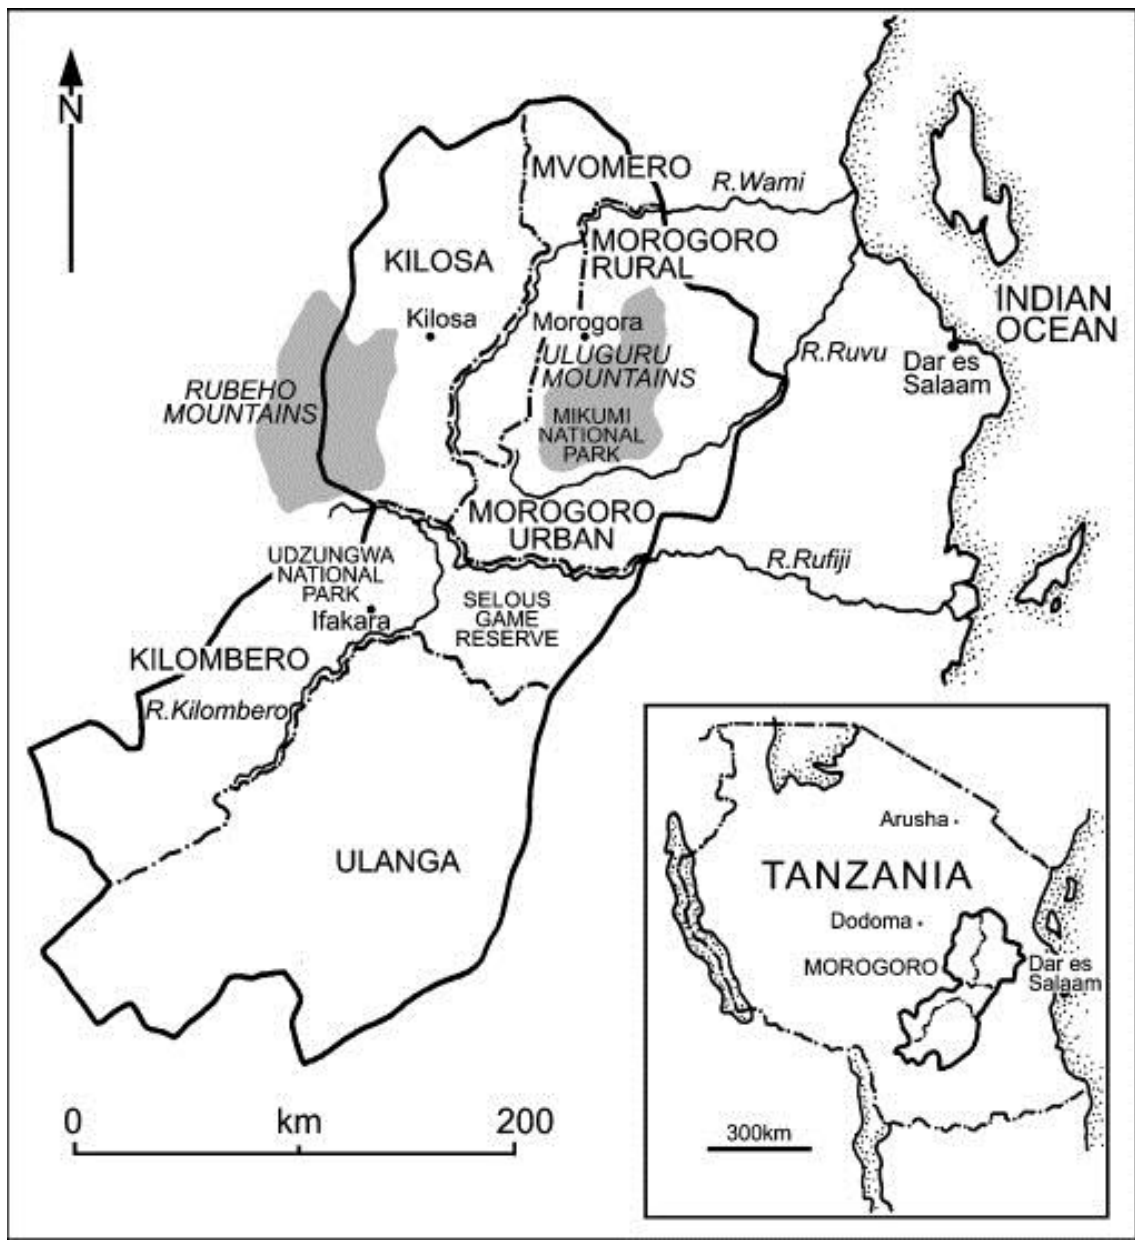 N
MVOMERO
R.Wami
MOROGORO
RURAL
KILOSA
Kilosa
Morogora
ULUGURU
MOUNTAINS
MIKUMI
NATIONAL
PARK
RUBEHO
MOUNTAINS
R.Ruvu
INDIAN
OCEAN
Dar es
Salaam
MOROGORO
URBAN
UDZUNGWA
NATIONAL
PARK
Ifakara
SELOUS
GAME
RESERVE
R.Rufiji
KILOMBERO
R.Kilombero
ULANGA
0 km 200
Arusha
TANZANIA
Dodoma
MOROGORO
Dar es
Salaam
300km